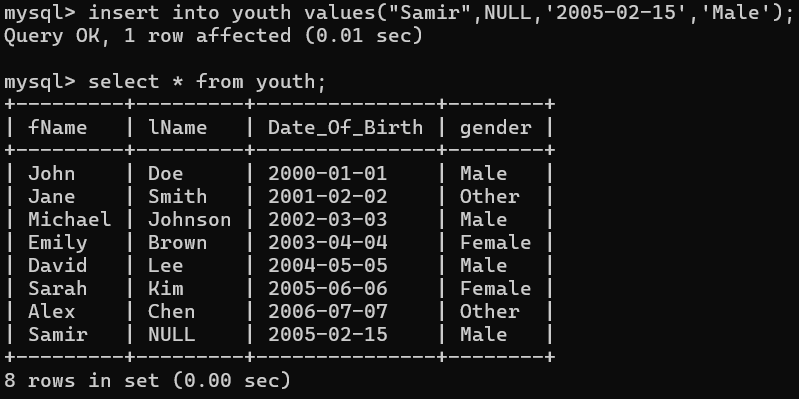 mysql> insert into youth values("Samir",NULL,'2005-02-15','Male');
Query OK, 1 row affected (0.01 sec)

mysql> select * from youth;
+---------+---------+---------------+--------+
| fName   | lName   | Date_Of_Birth | gender |
+---------+---------+---------------+--------+
| John    | Doe     | 2000-01-01    | Male   |
| Jane    | Smith   | 2001-02-02    | Other  |
| Michael | Johnson | 2002-03-03    | Male   |
| Emily   | Brown   | 2003-04-04    | Female |
| David   | Lee     | 2004-05-05    | Male   |
| Sarah   | Kim     | 2005-06-06    | Female |
| Alex    | Chen    | 2006-07-07    | Other  |
| Samir   | NULL    | 2005-02-15    | Male   |
+---------+---------+---------------+--------+
8 rows in set (0.00 sec)